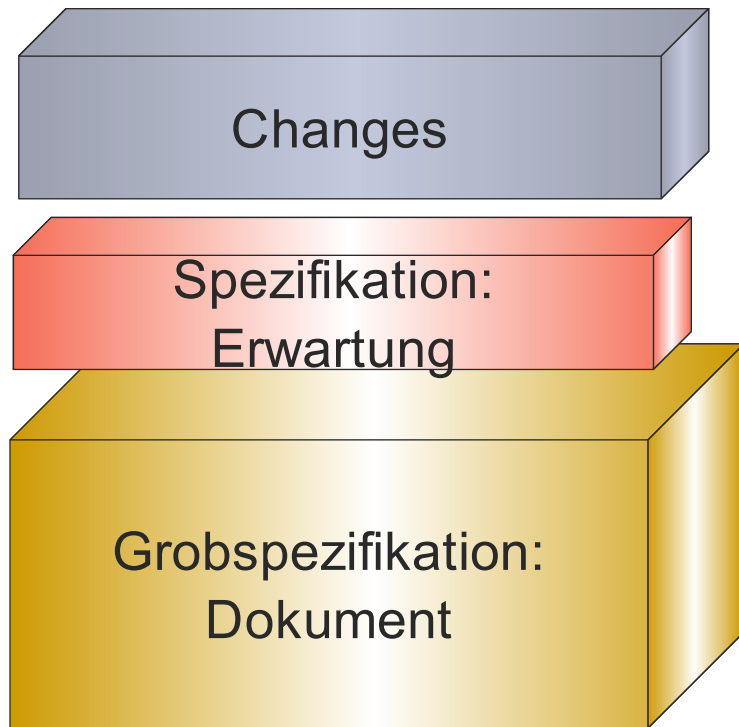 Changes
Spezifikation:
Erwartung
Grobspezifikation:
Dokument